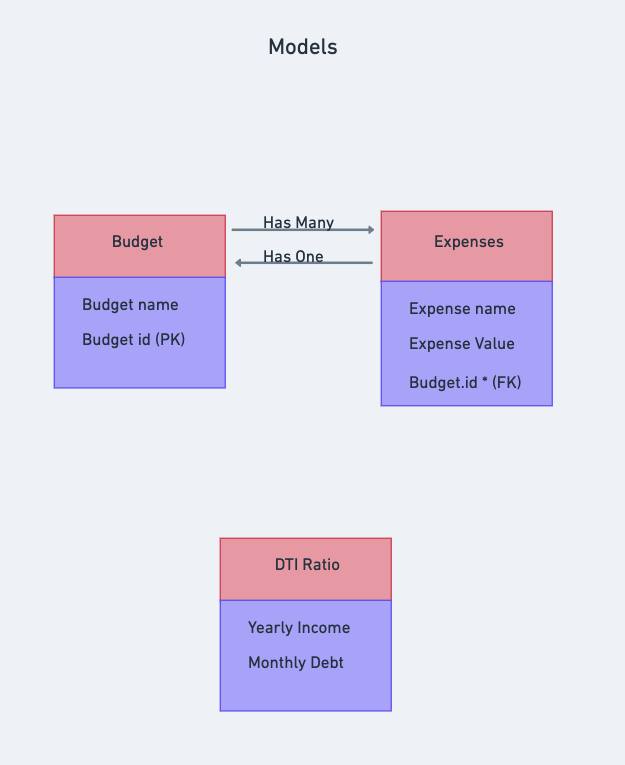 Models
Budget
Has Many
Has One
Expenses
Budget name
Budget id (PK)
Expense name
Expense Value
Budget.id * (FK)
DTI Ratio
Yearly Income
Monthly Debt